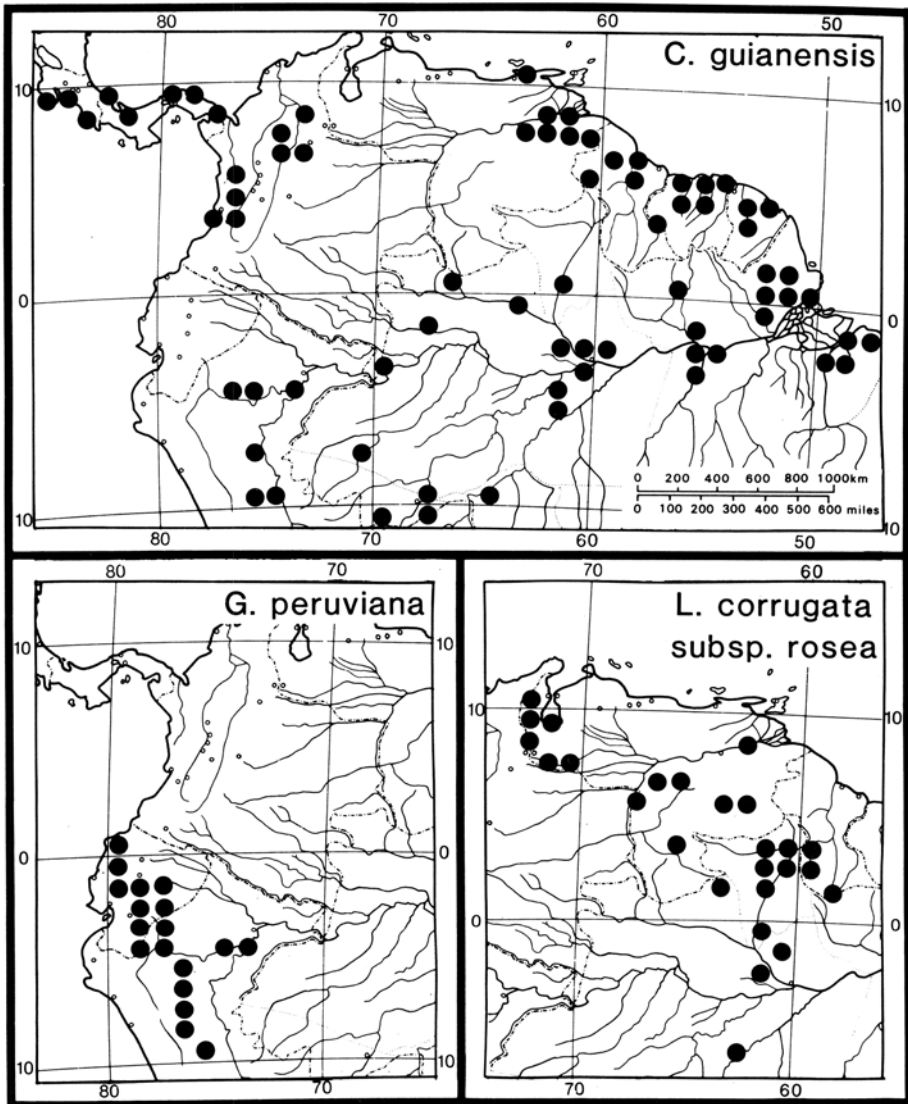 80 70 60 50
C. guianensis
10 10
0 0
0 200 400 600 800 1000km
0 100 200 300 400 500 600 miles
10 10
80 70 60 50
80 70
G. peruviana
10 10
0 0
10 10
80 70
70 60
L. corrugata
subsp. rosea
10 10
0 0
70 60